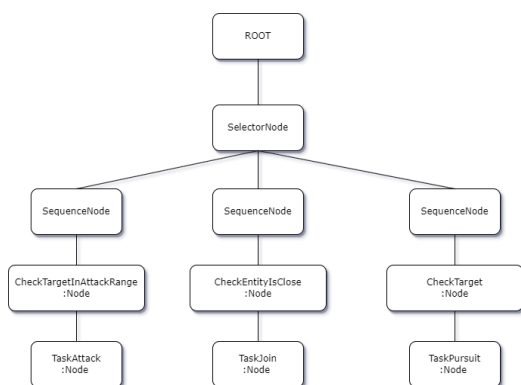 ROOT
SelectorNode
SequenceNode
SequenceNode
SequenceNode
CheckTargetInAttackRange
:Node
CheckEntityIsClose
:Node
CheckTarget
:Node
TaskAttack
:Node
TaskJoin
:Node
TaskPursuit
:Node